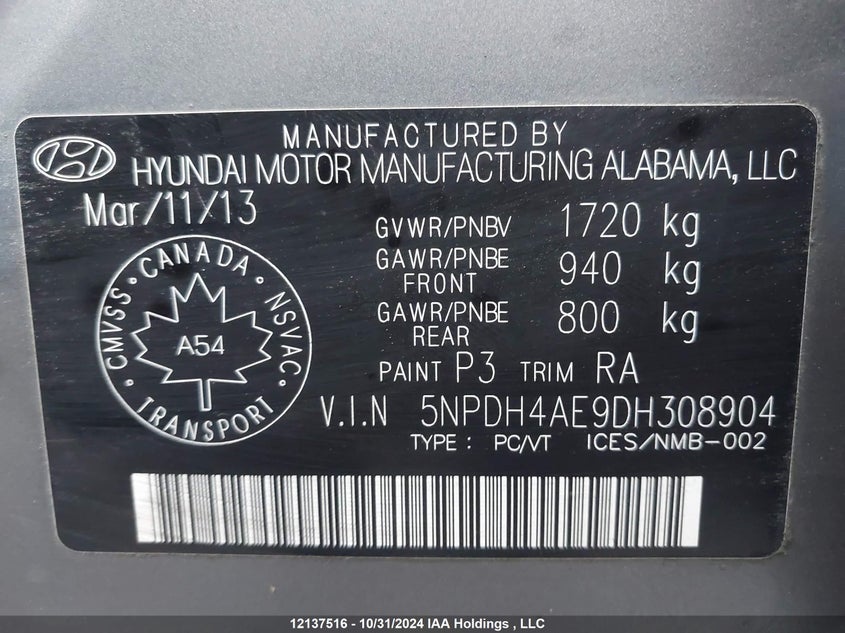 MANUFACTURED BY
HYUNDAI MOTOR MANUFACTURING ALABAMA, LLC
Mar/11/13
GVWR/PNBV 1720 kg
GAWR/PNBE FRONT 940 kg
GAWR/PNBE REAR 800 kg
CANADA
CMVSS · NSVAC
A54
TRANSPORT
PAINT P3 TRIM RA
V.I.N 5NPDH4AE9DH308904
TYPE : PC/VT ICES/NMB-002
12137516 - 10/31/2024 IAA Holdings , LLC